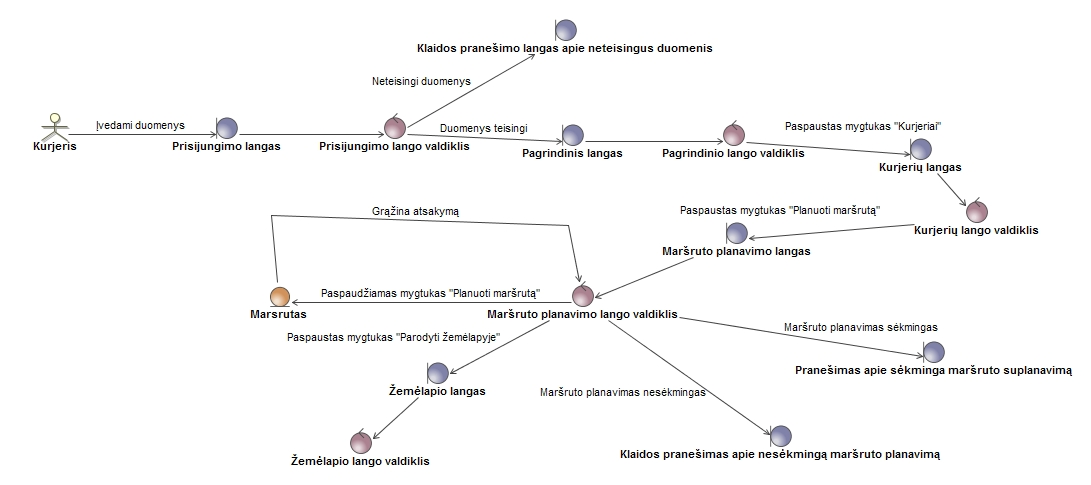 Klaidos pranešimo langas apie neteisingus duomenis
Neteisingi duomenys
Įvedami duomenys
Duomenys teisingi
Paspaustas mygtukas "Kurjeriai"
Kurjeris
Prisijungimo langas
Prisijungimo lango valdiklis
Pagrindinis langas
Pagrindinio lango valdiklis
Kurjerių langas
Grąžina atsakymą
Paspaustas mygtukas "Planuoti maršrutą"
Kurjerių lango valdiklis
Maršruto planavimo langas
Paspaudžiamas mygtukas "Planuoti maršrutą"
Marsrutas
Maršruto planavimo lango valdiklis
Maršruto planavimas sėkmingas
Paspaustas mygtukas "Parodyti žemėlapyje"
Pranešimas apie sėkminga maršruto suplanavimą
Žemėlapio langas
Maršruto planavimas nesėkmingas
Klaidos pranešimas apie nesėkmingą maršruto planavimą
Žemėlapio lango valdiklis